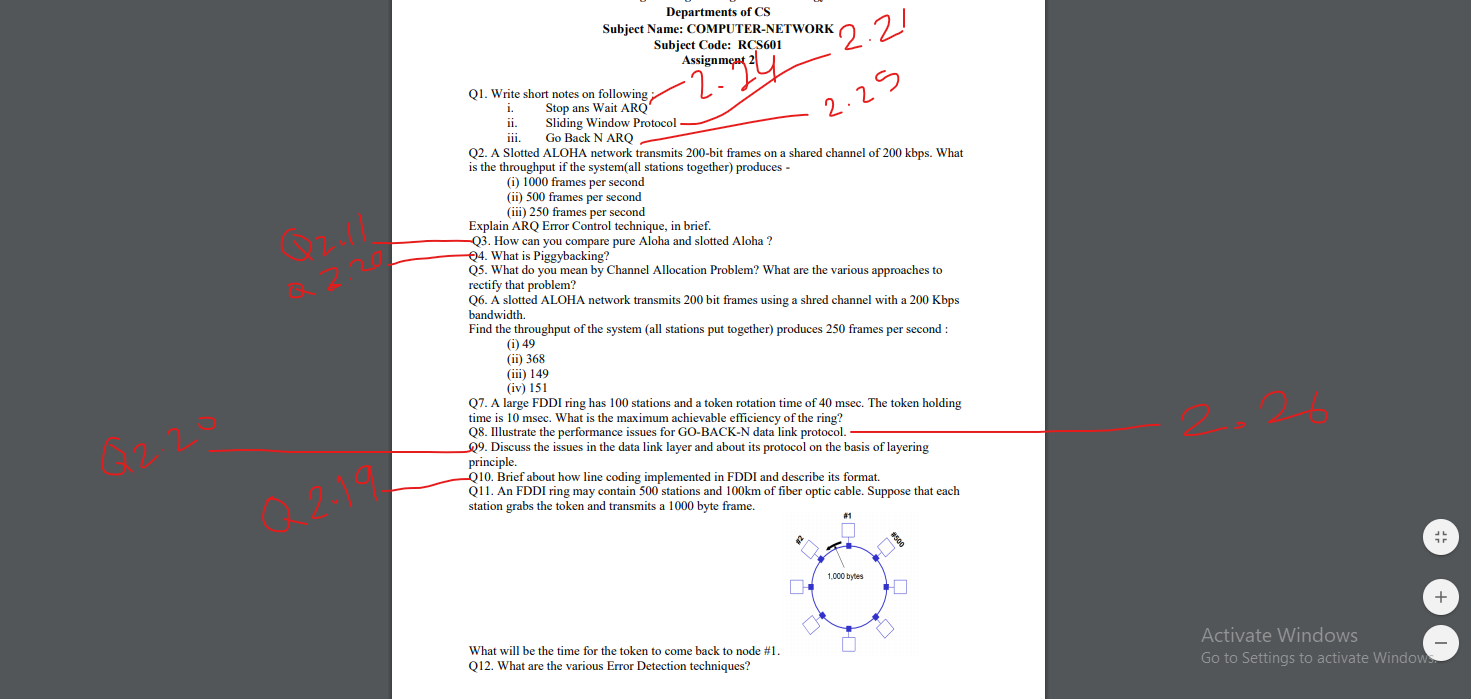 Departments of CS
Subject Name: COMPUTER-NETWORK
2.21
Subject Code: RCS601
Assignment 2
2.24
2.25
Q1. Write short notes on following :
i. Stop ans Wait ARQ
ii. Sliding Window Protocol
iii. Go Back N ARQ
Q2. A Slotted ALOHA network transmits 200-bit frames on a shared channel of 200 kbps. What
is the throughput if the system(all stations together) produces -
(i) 1000 frames per second
(ii) 500 frames per second
(iii) 250 frames per second
Explain ARQ Error Control technique, in brief.
Q2.11
Q3. How can you compare pure Aloha and slotted Aloha ?
Q 2.20
Q4. What is Piggybacking?
Q5. What do you mean by Channel Allocation Problem? What are the various approaches to
rectify that problem?
Q6. A slotted ALOHA network transmits 200 bit frames using a shred channel with a 200 Kbps
bandwidth.
Find the throughput of the system (all stations put together) produces 250 frames per second :
(i) 49
(ii) 368
(iii) 149
(iv) 151
Q7. A large FDDI ring has 100 stations and a token rotation time of 40 msec. The token holding
time is 10 msec. What is the maximum achievable efficiency of the ring?
Q8. Illustrate the performance issues for GO-BACK-N data link protocol.
2.26
Q2 20
Q9. Discuss the issues in the data link layer and about its protocol on the basis of layering
principle.
Q 2.19
Q10. Brief about how line coding implemented in FDDI and describe its format.
Q11. An FDDI ring may contain 500 stations and 100km of fiber optic cable. Suppose that each
station grabs the token and transmits a 1000 byte frame.
#1
#2
#500
1,000 bytes
What will be the time for the token to come back to node #1.
Q12. What are the various Error Detection techniques?
Activate Windows
Go to Settings to activate Windows.